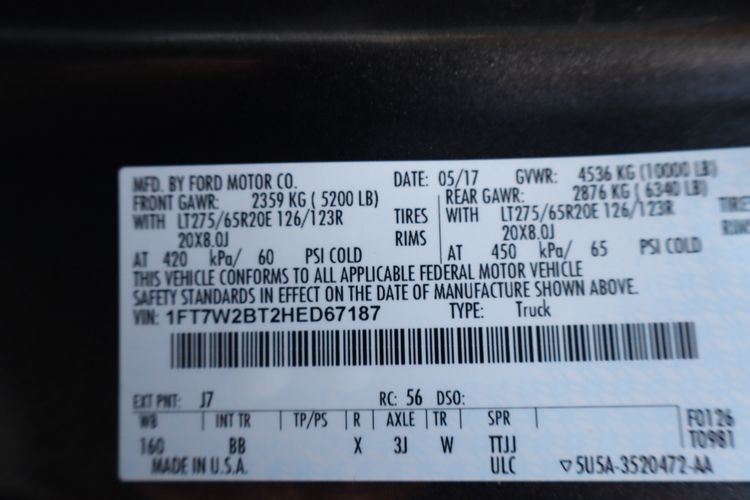 MFD. BY FORD MOTOR CO. DATE: 05/17 GVWR: 4536 KG (10000 LB)
FRONT GAWR: 2359 KG ( 5200 LB) REAR GAWR: 2876 KG ( 6340 LB)
WITH LT275/65R20E 126/123R TIRES WITH LT275/65R20E 126/123R TIRES
20X8.0J RIMS 20X8.0J RIMS
AT 420 kPa/ 60 PSI COLD AT 450 kPa/ 65 PSI COLD
THIS VEHICLE CONFORMS TO ALL APPLICABLE FEDERAL MOTOR VEHICLE
SAFETY STANDARDS IN EFFECT ON THE DATE OF MANUFACTURE SHOWN ABOVE.
VIN: 1FT7W2BT2HED67187 TYPE: Truck
EXT PNT: J7 RC: 56 DSO:
WB INT TR TP/PS R AXLE TR SPR F0126
160 BB X 3J W TTJJ T0981
MADE IN U.S.A. ULC ▽5U5A-3520472-AA